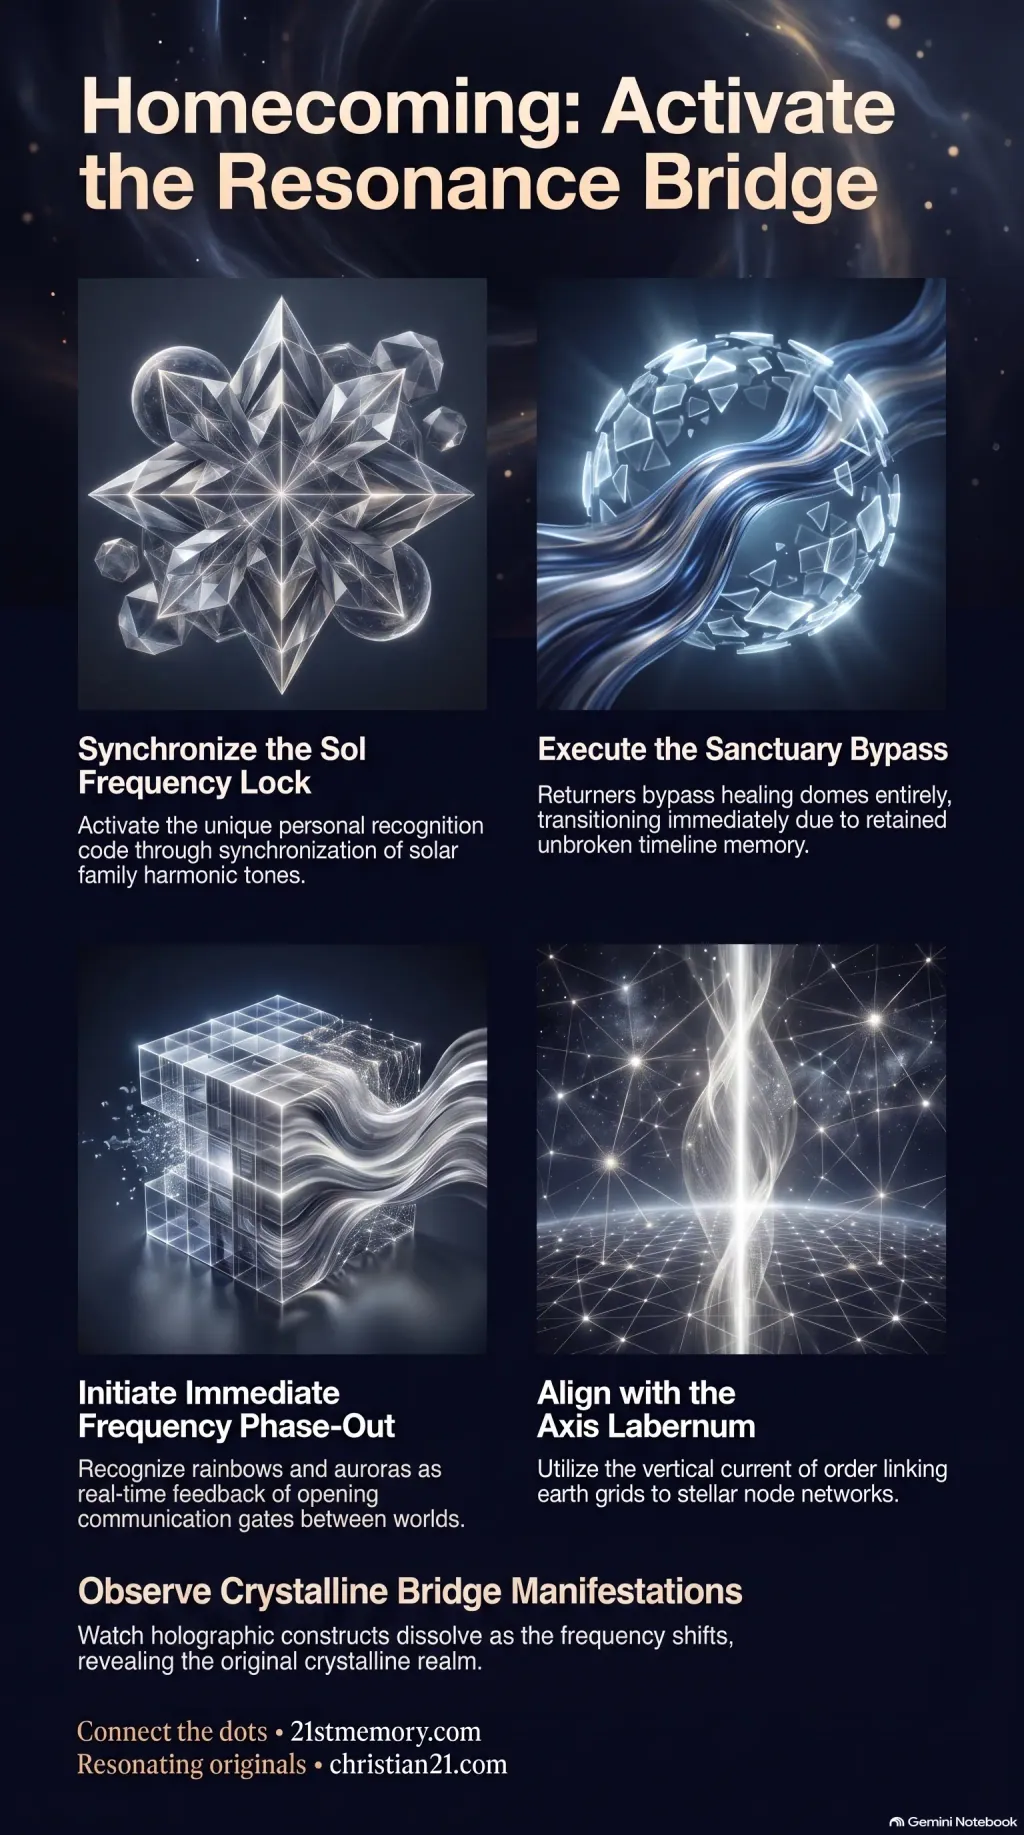 Homecoming: Activate
the Resonance Bridge
Synchronize the Sol
Frequency Lock
Activate the unique personal recognition
code through synchronization of solar
family harmonic tones.
Execute the Sanctuary Bypass
Returners bypass healing domes entirely,
transitioning immediately due to retained
unbroken timeline memory.
Initiate Immediate
Frequency Phase-Out
Recognize rainbows and auroras as
real-time feedback of opening
communication gates between worlds.
Align with the
Axis Labernum
Utilize the vertical current of order linking
earth grids to stellar node networks.
Observe Crystalline Bridge Manifestations
Watch holographic constructs dissolve as the frequency shifts,
revealing the original crystalline realm.
Connect the dots • 21stmemory.com
Resonating originals • christian21.com
Gemini Notebook